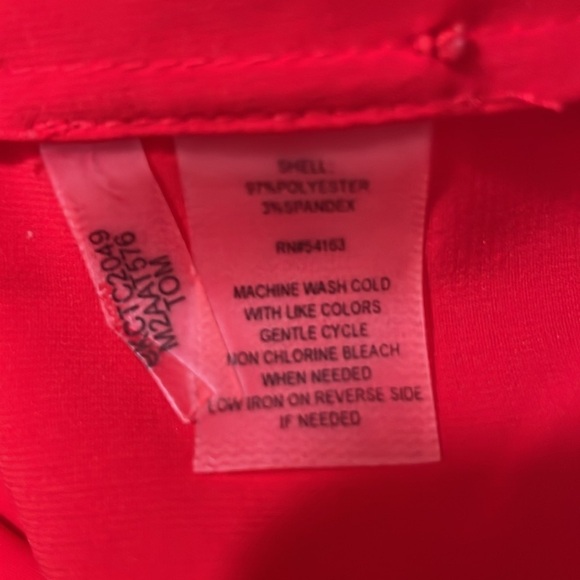 SHELL:
97%POLYESTER
3%SPANDEX
RN#54163
MACHINE WASH COLD
WITH LIKE COLORS
GENTLE CYCLE
NON CHLORINE BLEACH
WHEN NEEDED
LOW IRON ON REVERSE SIDE
IF NEEDED
M2AA1576
TOM